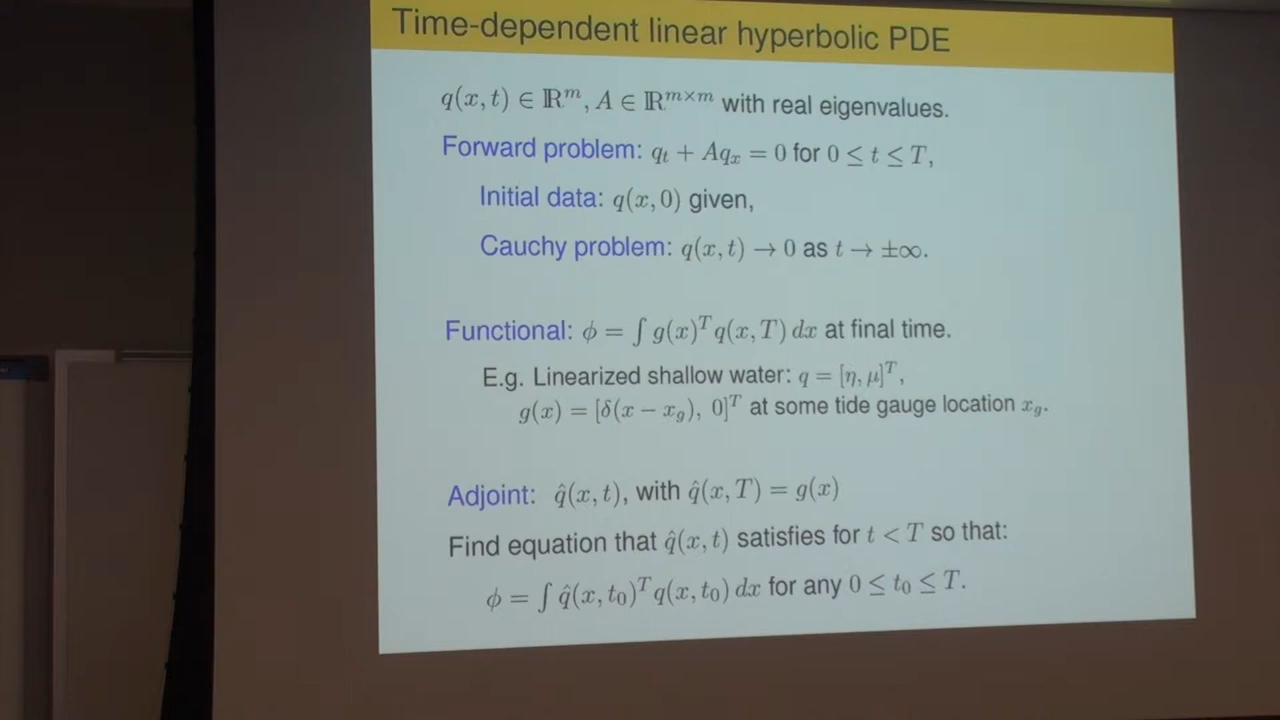 Time-dependent linear hyperbolic PDE
q(x, t) ∈ ℝ^m, A ∈ ℝ^{m×m} with real eigenvalues.
Forward problem: q_t + Aq_x = 0 for 0 ≤ t ≤ T,
Initial data: q(x, 0) given,
Cauchy problem: q(x, t) → 0 as t → ±∞.
Functional: ϕ = ∫ g(x)^T q(x, T) dx at final time.
E.g. Linearized shallow water: q = [η, μ]^T,
g(x) = [δ(x − x_g), 0]^T at some tide gauge location x_g.
Adjoint: q̂(x, t), with q̂(x, T) = g(x)
Find equation that q̂(x, t) satisfies for t < T so that:
ϕ = ∫ q̂(x, t_0)^T q(x, t_0) dx for any 0 ≤ t_0 ≤ T.